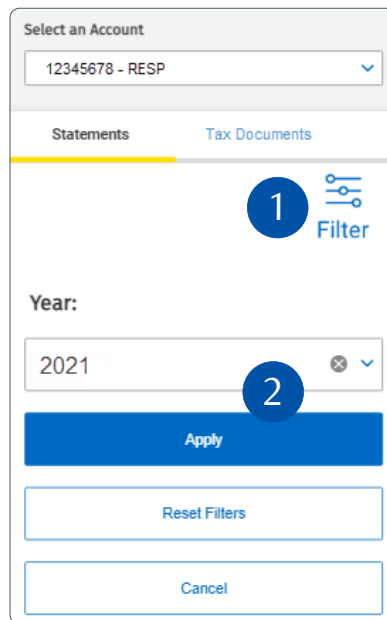 Select an Account
12345678 - RESP
Statements Tax Documents
1
Filter
Year:
2021
2
Apply
Reset Filters
Cancel